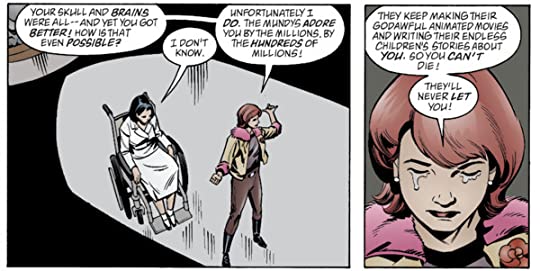 YOUR SKULL AND BRAINS
WERE ALL--AND YET YOU GOT
BETTER! HOW IS THAT
EVEN POSSIBLE?
I DON'T
KNOW.
UNFORTUNATELY I
DO. THE MUNDYS ADORE
YOU BY THE MILLIONS, BY
THE HUNDREDS OF
MILLIONS!
THEY KEEP MAKING THEIR
GODAWFUL ANIMATED MOVIES
AND WRITING THEIR ENDLESS
CHILDREN'S STORIES ABOUT
YOU. SO YOU CAN'T
DIE!
THEY'LL
NEVER LET
YOU!